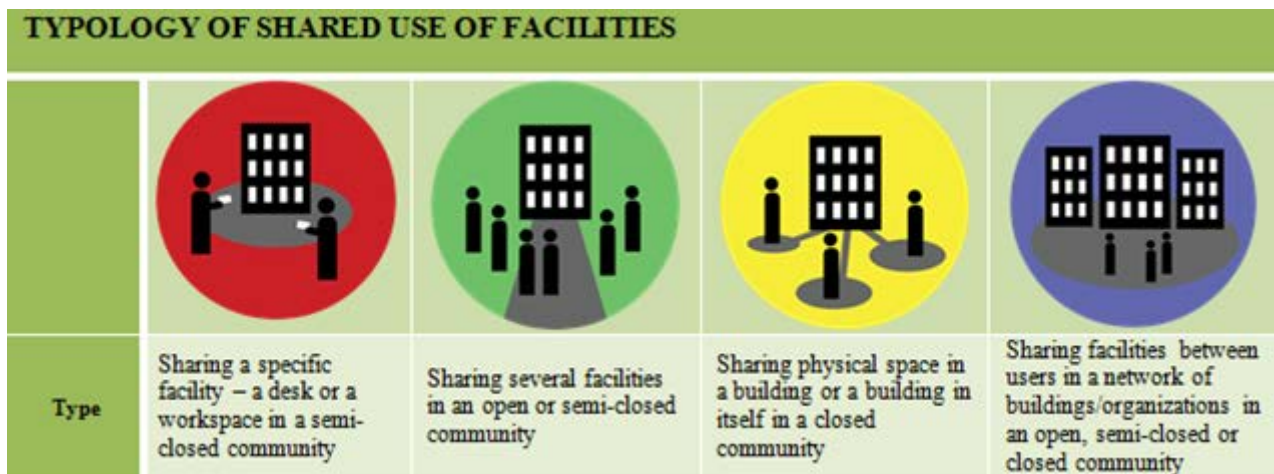 TYPOLOGY OF SHARED USE OF FACILITIES
Type
Sharing a specific
facility – a desk or a
workspace in a semi-
closed community
Sharing several facilities
in an open or semi-closed
community
Sharing physical space in
a building or a building in
itself in a closed
community
Sharing facilities between
users in a network of
buildings/organizations in
an open, semi-closed or
closed community